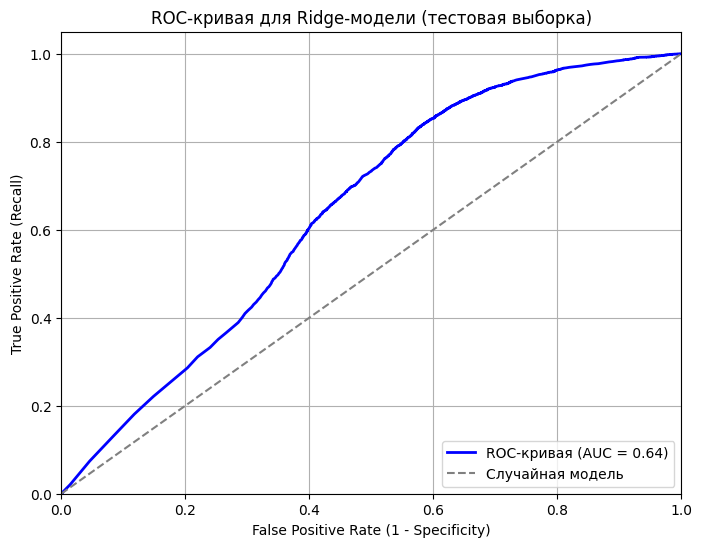 ROC-кривая для Ridge-модели (тестовая выборка)
True Positive Rate (Recall)
1.0
0.8
0.6
0.4
0.2
0.0
0.0 0.2 0.4 0.6 0.8 1.0
False Positive Rate (1 - Specificity)
ROC-кривая (AUC = 0.64)
Случайная модель